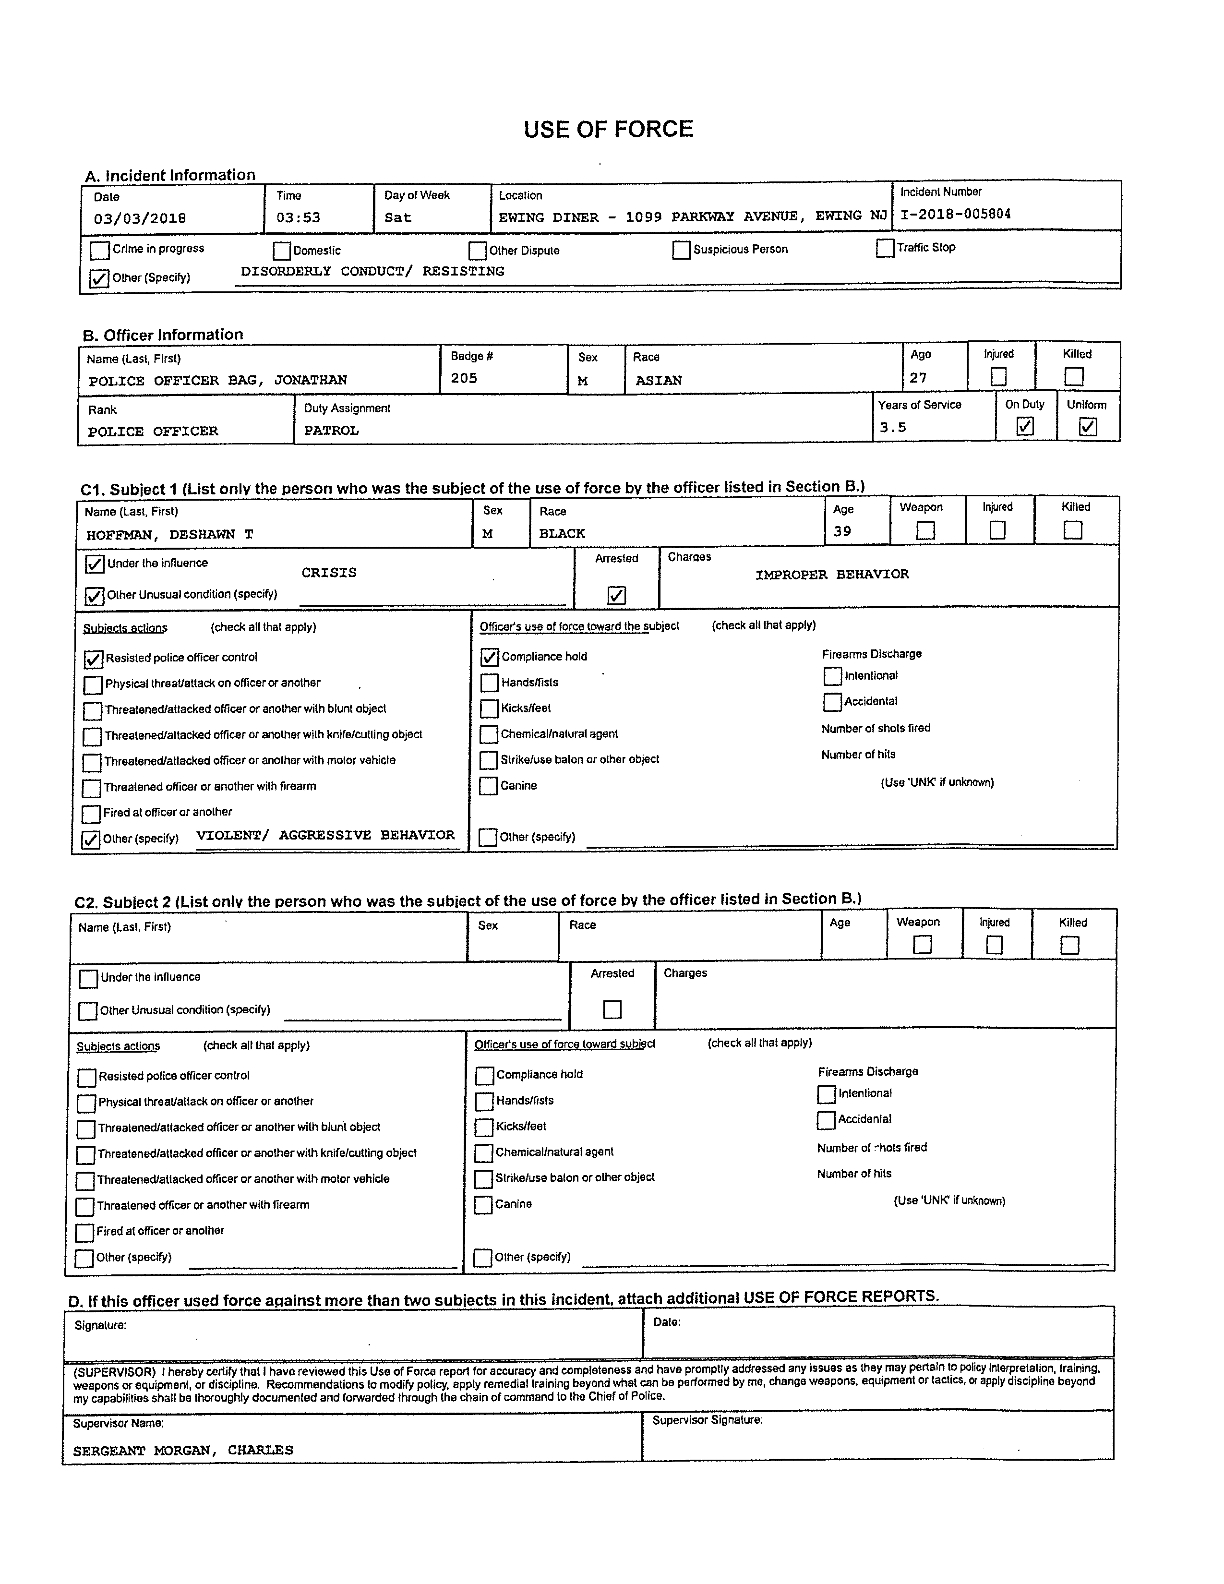 USE OF FORCE
A. Incident Information
Date Time Day of Week Location Incident Number
03/03/2018 03:53 Sat EWING DINER - 1099 PARKWAY AVENUE, EWING NJ I-2018-005804
Crime in progress Domestic Other Dispute Suspicious Person Traffic Stop
Other (Specify) DISORDERLY CONDUCT/ RESISTING
B. Officer Information
Name (Last, First) Badge # Sex Race Age Injured Killed
POLICE OFFICER BAG, JONATHAN 205 M ASIAN 27
Rank Duty Assignment Years of Service On Duty Uniform
POLICE OFFICER PATROL 3.5
C1. Subject 1 (List only the person who was the subject of the use of force by the officer listed in Section B.)
Name (Last, First) Sex Race Age Weapon Injured Killed
HOFFMAN, DESHAWN T M BLACK 39
Under the influence Arrested Charges
CRISIS IMPROPER BEHAVIOR
Other Unusual condition (specify)
Subjects actions (check all that apply) Officer's use of force toward the subject (check all that apply)
Resisted police officer control Compliance hold Firearms Discharge
Physical threat/attack on officer or another Hands/fists Intentional
Threatened/attacked officer or another with blunt object Kicks/feet Accidental
Threatened/attacked officer or another with knife/cutting object Chemical/natural agent Number of shots fired
Threatened/attacked officer or another with motor vehicle Strike/use baton or other object Number of hits
Threatened officer or another with firearm Canine (Use 'UNK' if unknown)
Fired at officer or another
Other (specify) VIOLENT/ AGGRESSIVE BEHAVIOR Other (specify)
C2. Subject 2 (List only the person who was the subject of the use of force by the officer listed in Section B.)
Name (Last, First) Sex Race Age Weapon Injured Killed
Under the influence Arrested Charges
Other Unusual condition (specify)
Subjects actions (check all that apply) Officer's use of force toward subject (check all that apply)
Resisted police officer control Compliance hold Firearms Discharge
Physical threat/attack on officer or another Hands/fists Intentional
Threatened/attacked officer or another with blunt object Kicks/feet Accidental
Threatened/attacked officer or another with knife/cutting object Chemical/natural agent Number of shots fired
Threatened/attacked officer or another with motor vehicle Strike/use baton or other object Number of hits
Threatened officer or another with firearm Canine (Use 'UNK' if unknown)
Fired at officer or another
Other (specify) Other (specify)
D. If this officer used force against more than two subjects in this incident, attach additional USE OF FORCE REPORTS.
Signature: Date:
(SUPERVISOR) I hereby certify that I have reviewed this Use of Force report for accuracy and completeness and have promptly addressed any issues as they may pertain to policy interpretation, training,
weapons or equipment, or discipline. Recommendations to modify policy, apply remedial training beyond what can be performed by me, change weapons, equipment or tactics, or apply discipline beyond
my capabilities shall be thoroughly documented and forwarded through the chain of command to the Chief of Police.
Supervisor Name: Supervisor Signature:
SERGEANT MORGAN, CHARLES